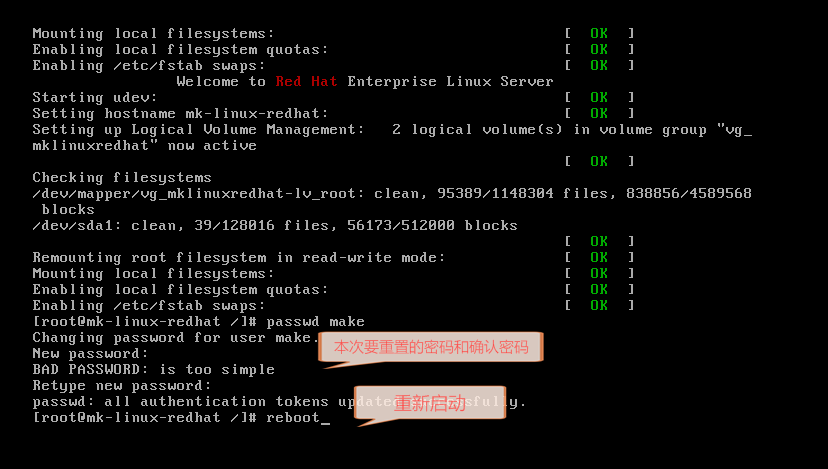 Mounting local filesystems: [ OK ]
Enabling local filesystem quotas: [ OK ]
Enabling /etc/fstab swaps: [ OK ]
Welcome to Red Hat Enterprise Linux Server
Starting udev: [ OK ]
Setting hostname mk-linux-redhat: [ OK ]
Setting up Logical Volume Management: 2 logical volume(s) in volume group "vg_
mklinuxredhat" now active
[ OK ]
Checking filesystems
/dev/mapper/vg_mklinuxredhat-lv_root: clean, 95389/1148304 files, 838856/4589568
blocks
/dev/sda1: clean, 39/128016 files, 56173/512000 blocks
[ OK ]
Remounting root filesystem in read-write mode: [ OK ]
Mounting local filesystems: [ OK ]
Enabling local filesystem quotas: [ OK ]
Enabling /etc/fstab swaps: [ OK ]
[root@mk-linux-redhat /]# passwd make
Changing password for user make.
本次要重置的密码和确认密码
New password:
BAD PASSWORD: is too simple
Retype new password:
passwd: all authentication tokens updated successfully.
重新启动
[root@mk-linux-redhat /]# reboot_